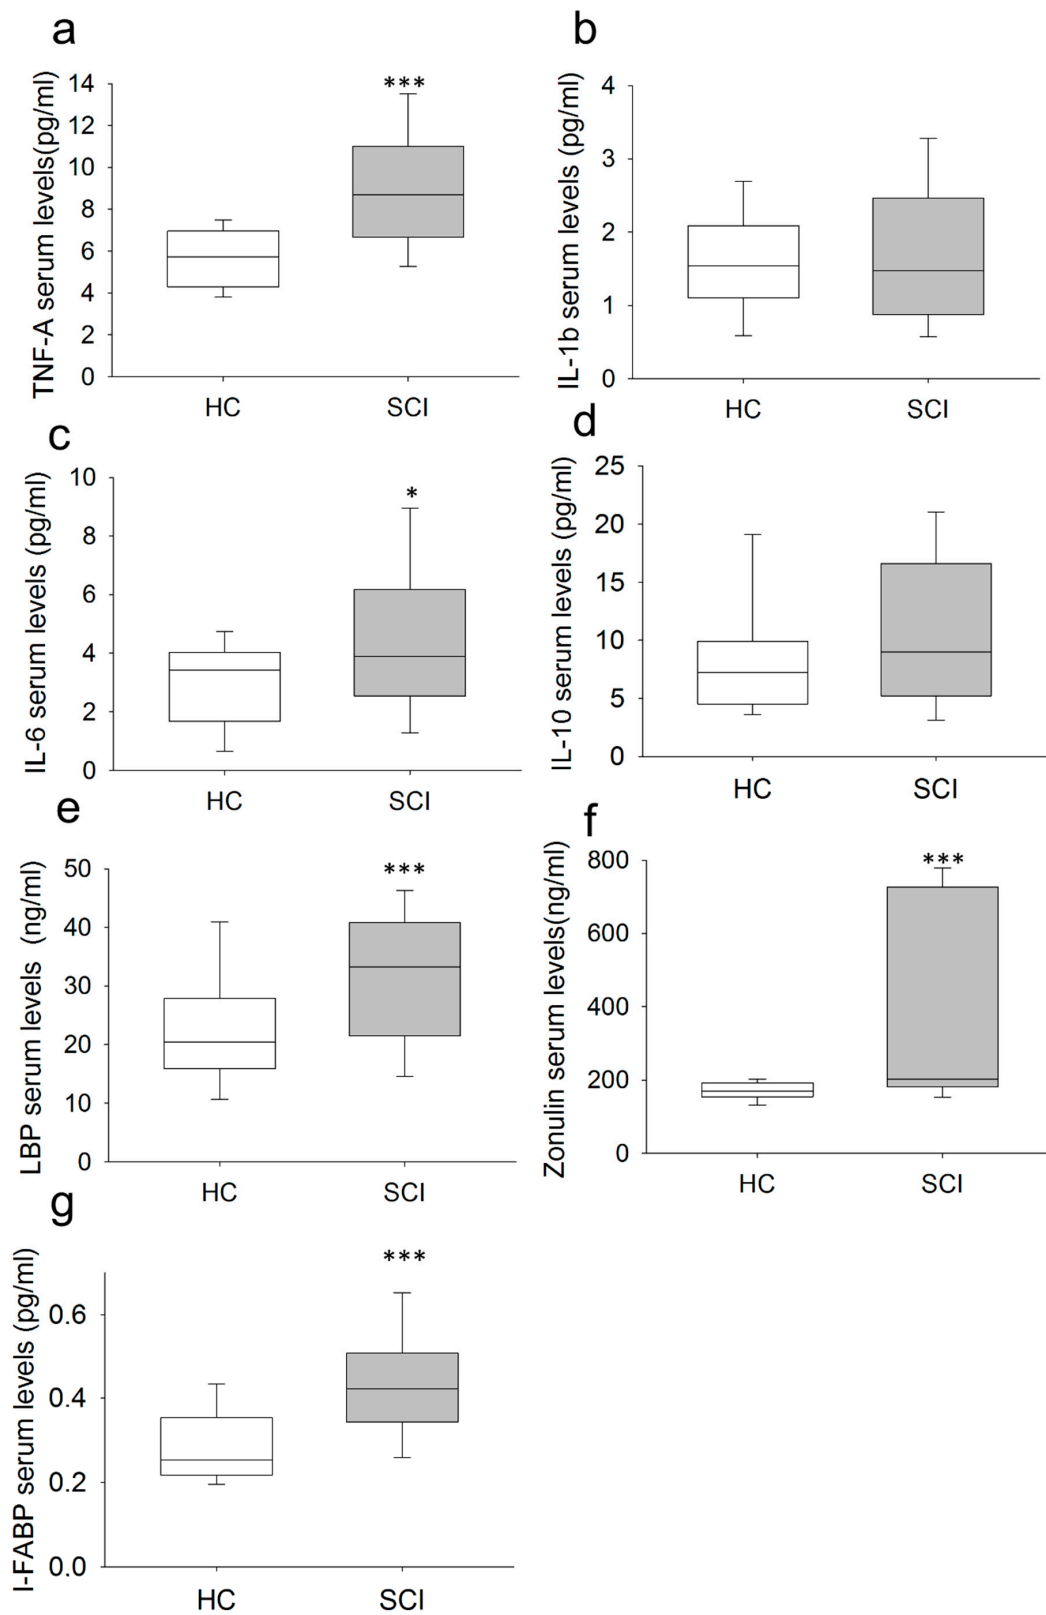 a
TNF-A serum levels(pg/ml)
14
12
10
8
6
4
2
0
***
HC
SCI
b
IL-1b serum levels (pg/ml)
4
3
2
1
0
HC
SCI
c
IL-6 serum levels (pg/ml)
10
8
6
4
2
0
*
HC
SCI
d
IL-10 serum levels (pg/ml)
25
20
15
10
5
0
HC
SCI
e
LBP serum levels (ng/ml)
50
40
30
20
10
0
***
HC
SCI
f
Zonulin serum levels(ng/ml)
800
600
400
200
0
***
HC
SCI
g
I-FABP serum levels (pg/ml)
0.6
0.4
0.2
0.0
***
HC
SCI